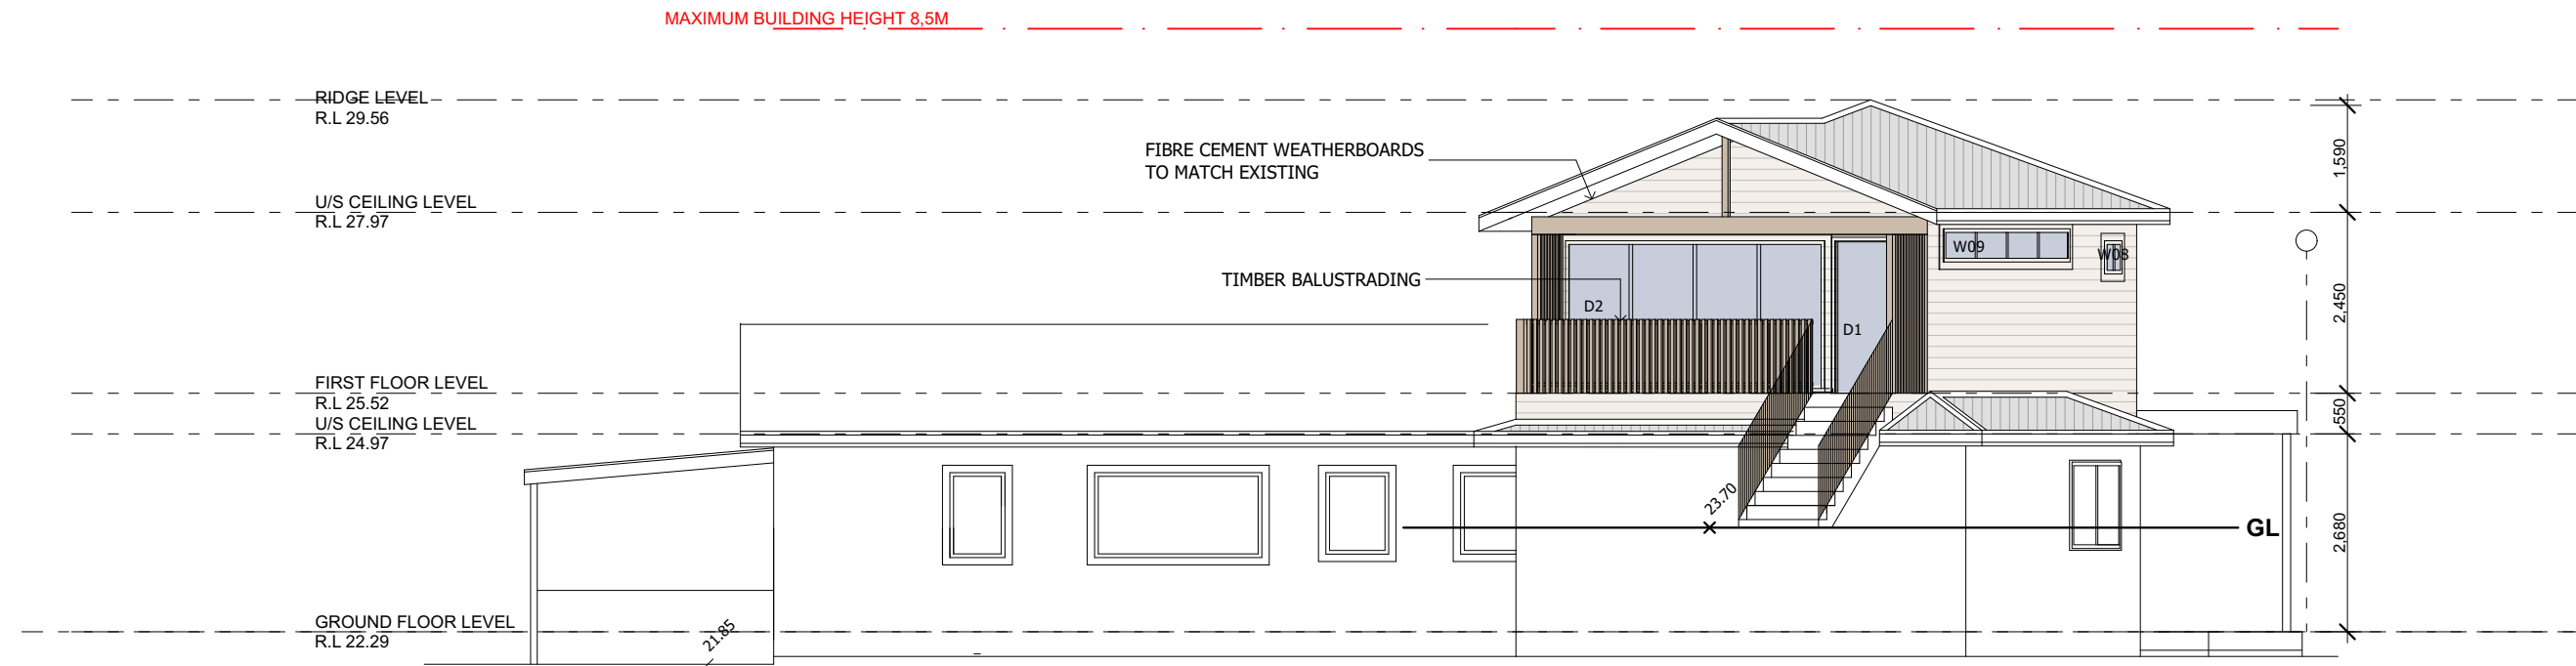 MAXIMUM BUILDING HEIGHT 8,5M
RIDGE LEVEL
R.L 29.56
FIBRE CEMENT WEATHERBOARDS
TO MATCH EXISTING
1,590
U/S CEILING LEVEL
R.L 27.97
W09
W08
TIMBER BALUSTRADING
D2
D1
2,450
FIRST FLOOR LEVEL
R.L 25.52
U/S CEILING LEVEL
R.L 24.97
550
23.70
GL
2,680
GROUND FLOOR LEVEL
R.L 22.29
21.85